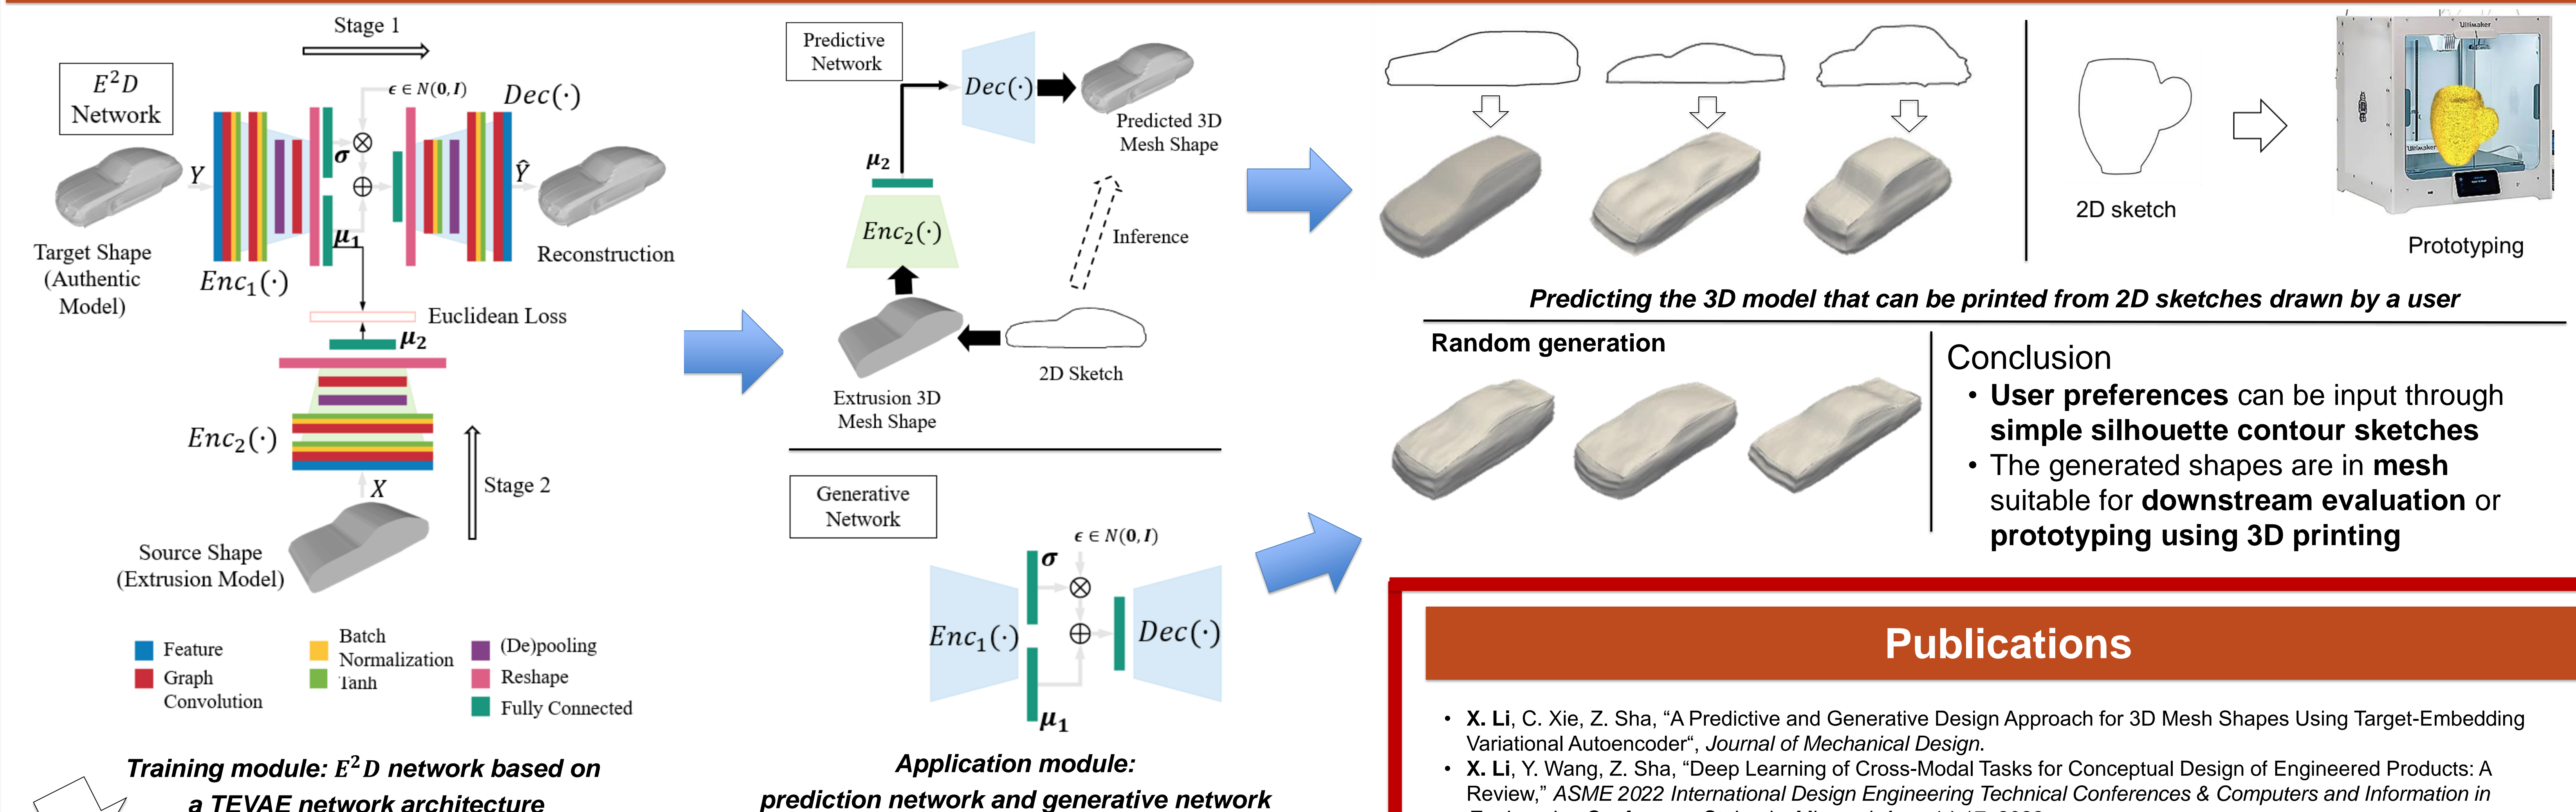 Stage 1
E²D
Network
ϵ ∈ N(0, I)
Dec(·)
σ
Y
Ŷ
μ₁
Target Shape
(Authentic
Model)
Enc₁(·)
Reconstruction
Euclidean Loss
μ₂
Enc₂(·)
Stage 2
X
Source Shape
(Extrusion Model)
Feature
Graph
Convolution
Batch
Normalization
Tanh
(De)pooling
Reshape
Fully Connected
Training module: E²D network based on
a TEVAE network architecture
Predictive
Network
Dec(·)
Predicted 3D
Mesh Shape
μ₂
Enc₂(·)
Inference
2D Sketch
Extrusion 3D
Mesh Shape
Generative
Network
ϵ ∈ N(0, I)
σ
Enc₁(·)
Dec(·)
μ₁
Application module:
prediction network and generative network
Ultimaker
Ultimaker
2D sketch
Prototyping
Predicting the 3D model that can be printed from 2D sketches drawn by a user
Random generation
Conclusion
• User preferences can be input through
simple silhouette contour sketches
• The generated shapes are in mesh
suitable for downstream evaluation or
prototyping using 3D printing
Publications
• X. Li, C. Xie, Z. Sha, “A Predictive and Generative Design Approach for 3D Mesh Shapes Using Target-Embedding
Variational Autoencoder“, Journal of Mechanical Design.
• X. Li, Y. Wang, Z. Sha, “Deep Learning of Cross-Modal Tasks for Conceptual Design of Engineered Products: A
Review,” ASME 2022 International Design Engineering Technical Conferences & Computers and Information in